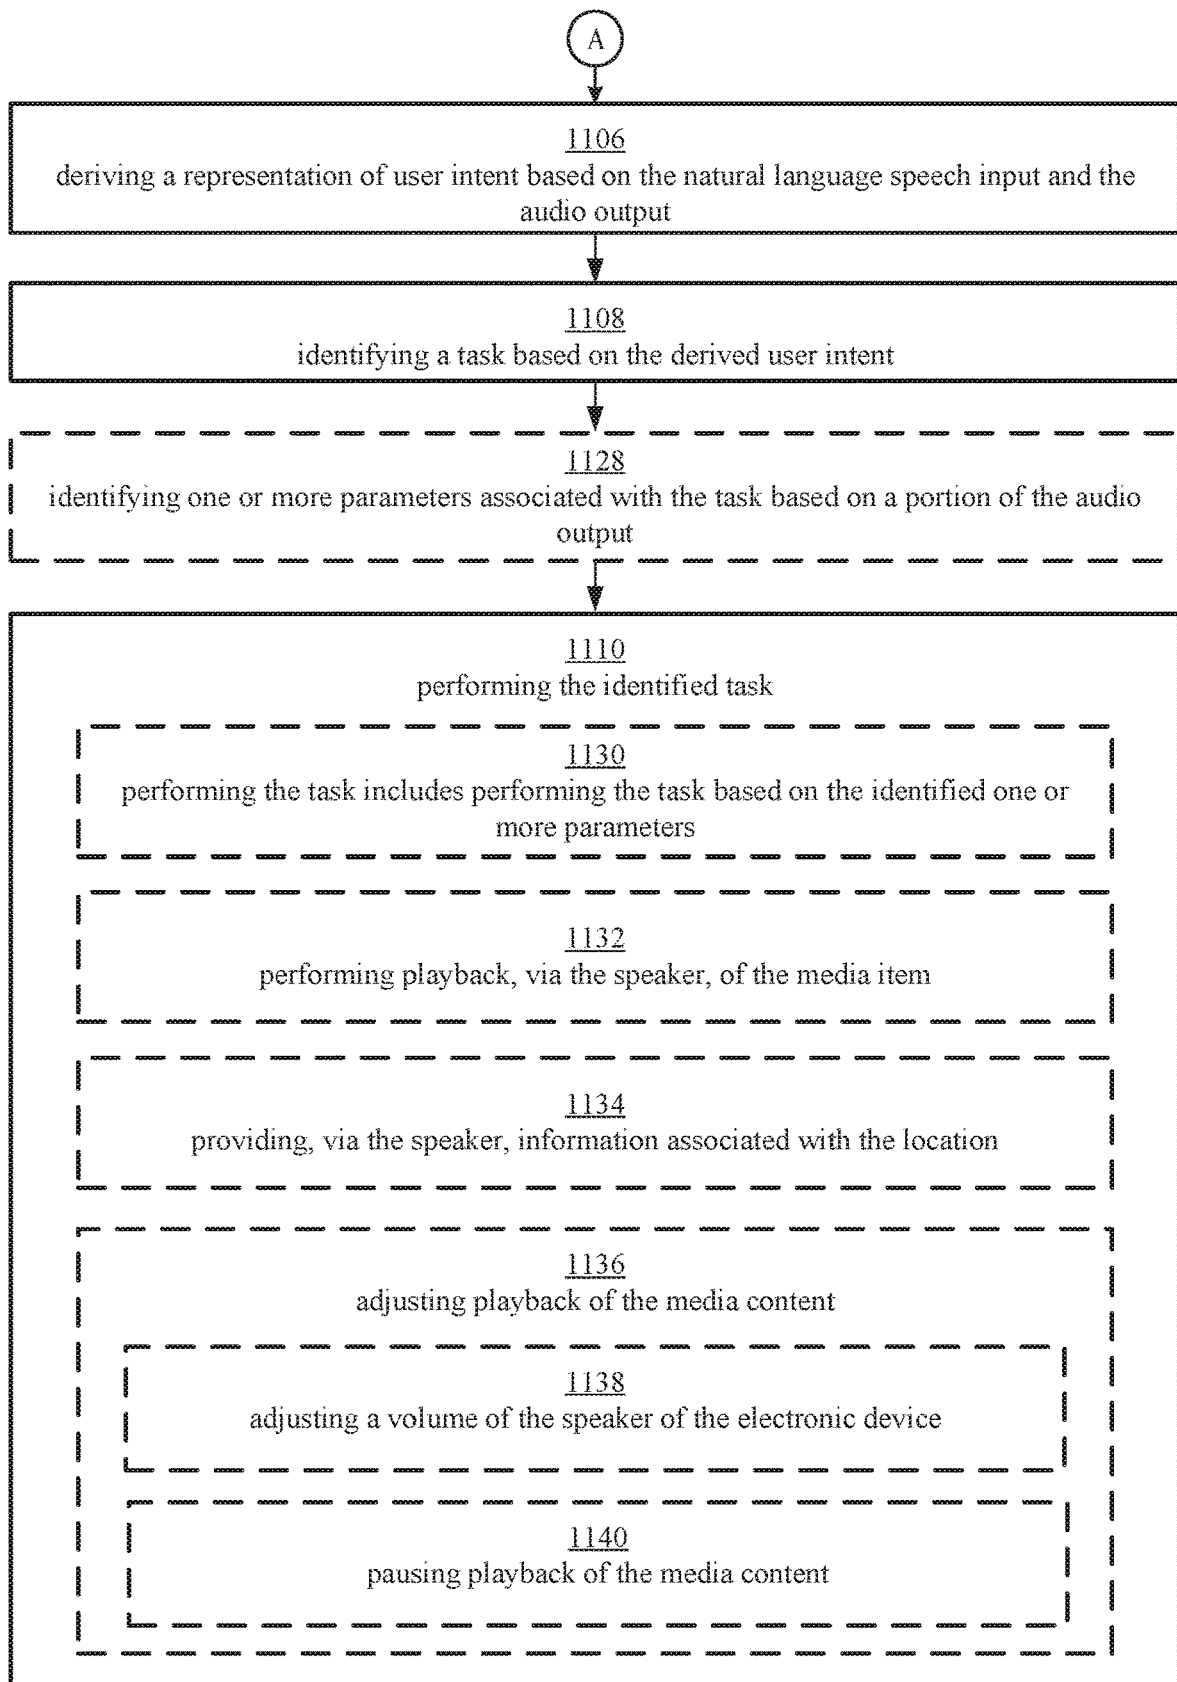 A
1106
deriving a representation of user intent based on the natural language speech input and the
audio output
1108
identifying a task based on the derived user intent
1128
identifying one or more parameters associated with the task based on a portion of the audio
output
1110
performing the identified task
1130
performing the task includes performing the task based on the identified one or
more parameters
1132
performing playback, via the speaker, of the media item
1134
providing, via the speaker, information associated with the location
1136
adjusting playback of the media content
1138
adjusting a volume of the speaker of the electronic device
1140
pausing playback of the media content